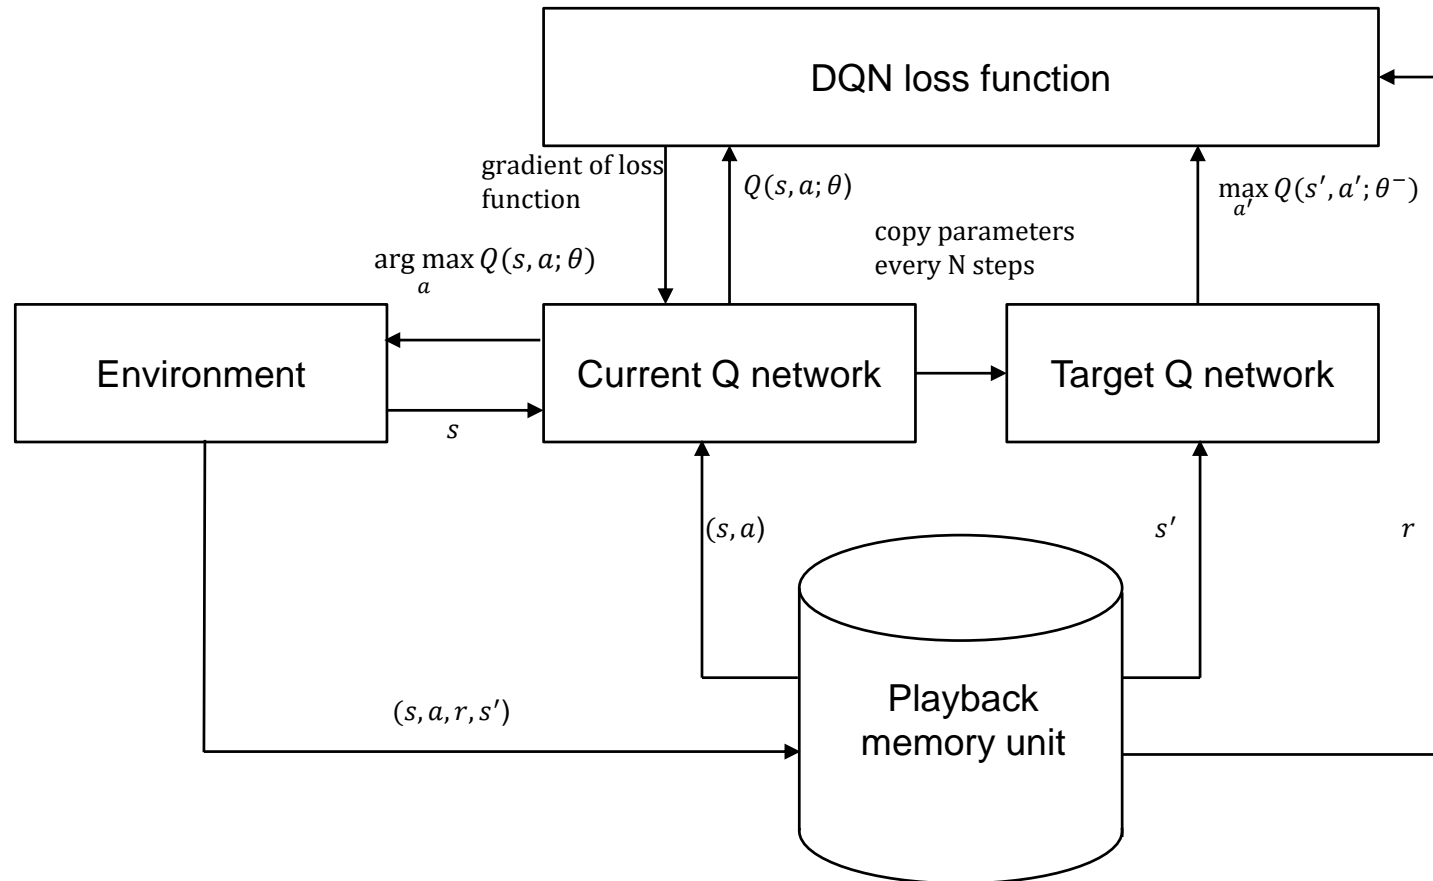 DQN loss function
gradient of loss
function
Q(s, a; θ)
max Q(s′, a′; θ⁻)
a′
copy parameters
every N steps
arg max Q(s, a; θ)
a
Environment
Current Q network
Target Q network
s
(s, a)
s′
r
(s, a, r, s′)
Playback
memory unit